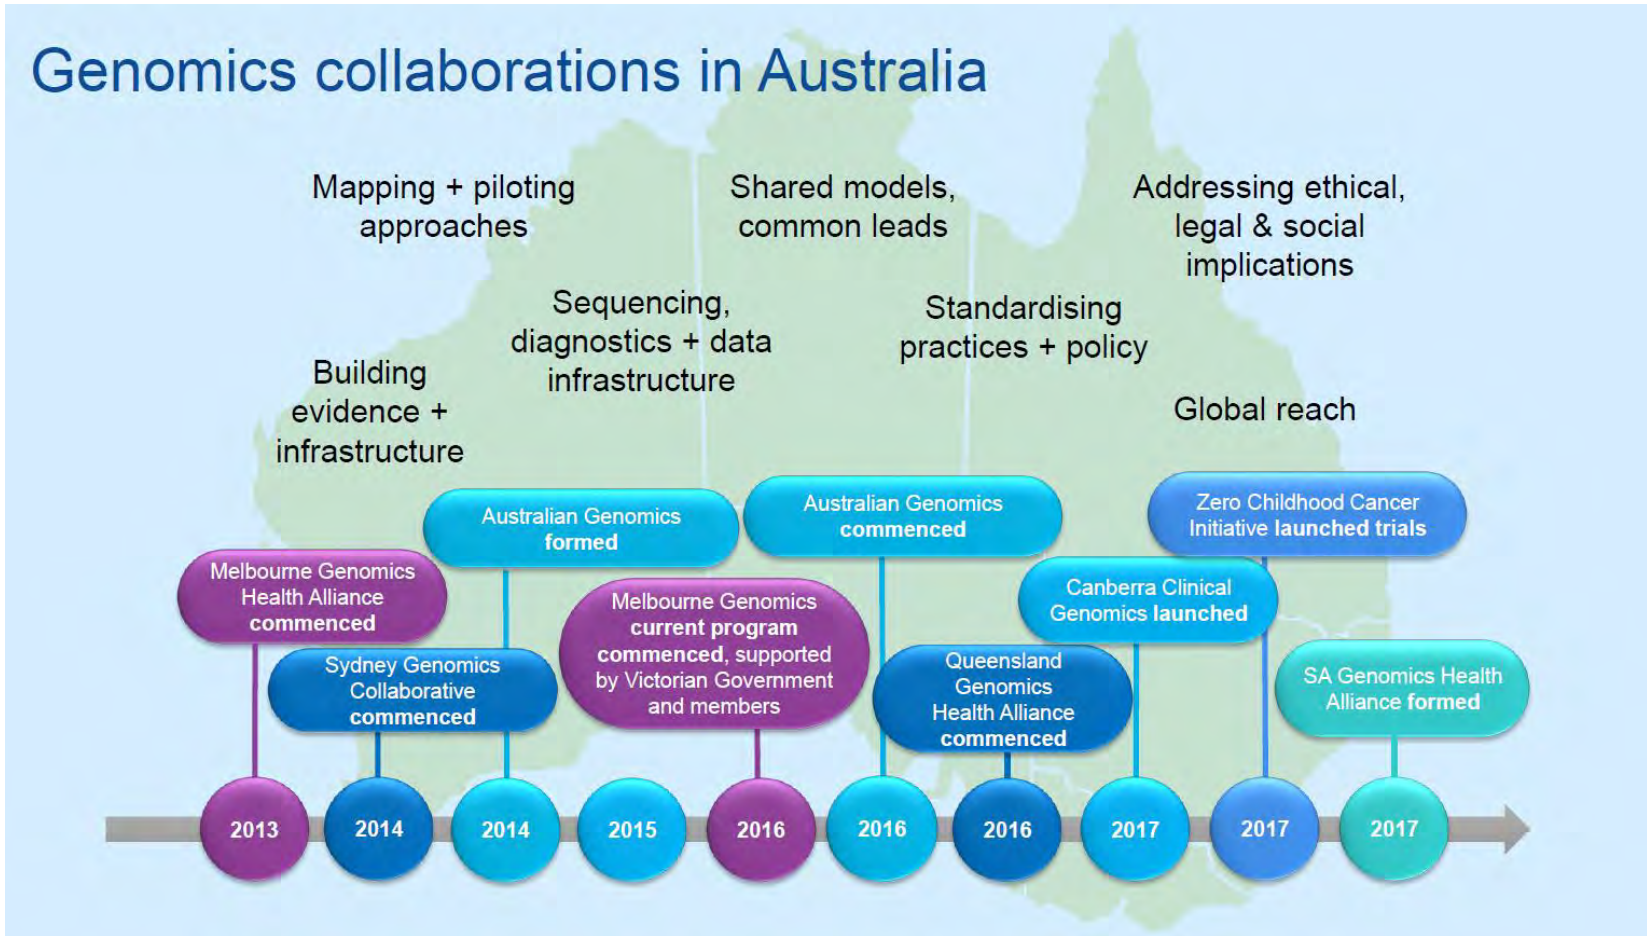 Genomics collaborations in Australia
Mapping + piloting
approaches
Shared models,
common leads
Addressing ethical,
legal & social
implications
Sequencing,
diagnostics + data
infrastructure
Standardising
practices + policy
Building
evidence +
infrastructure
Global reach
Melbourne Genomics
Health Alliance
commenced
Sydney Genomics
Collaborative
commenced
Australian Genomics
formed
Melbourne Genomics
current program
commenced, supported
by Victorian Government
and members
Australian Genomics
commenced
Queensland
Genomics
Health Alliance
commenced
Canberra Clinical
Genomics launched
Zero Childhood Cancer
Initiative launched trials
SA Genomics Health
Alliance formed
2013
2014
2014
2015
2016
2016
2016
2017
2017
2017